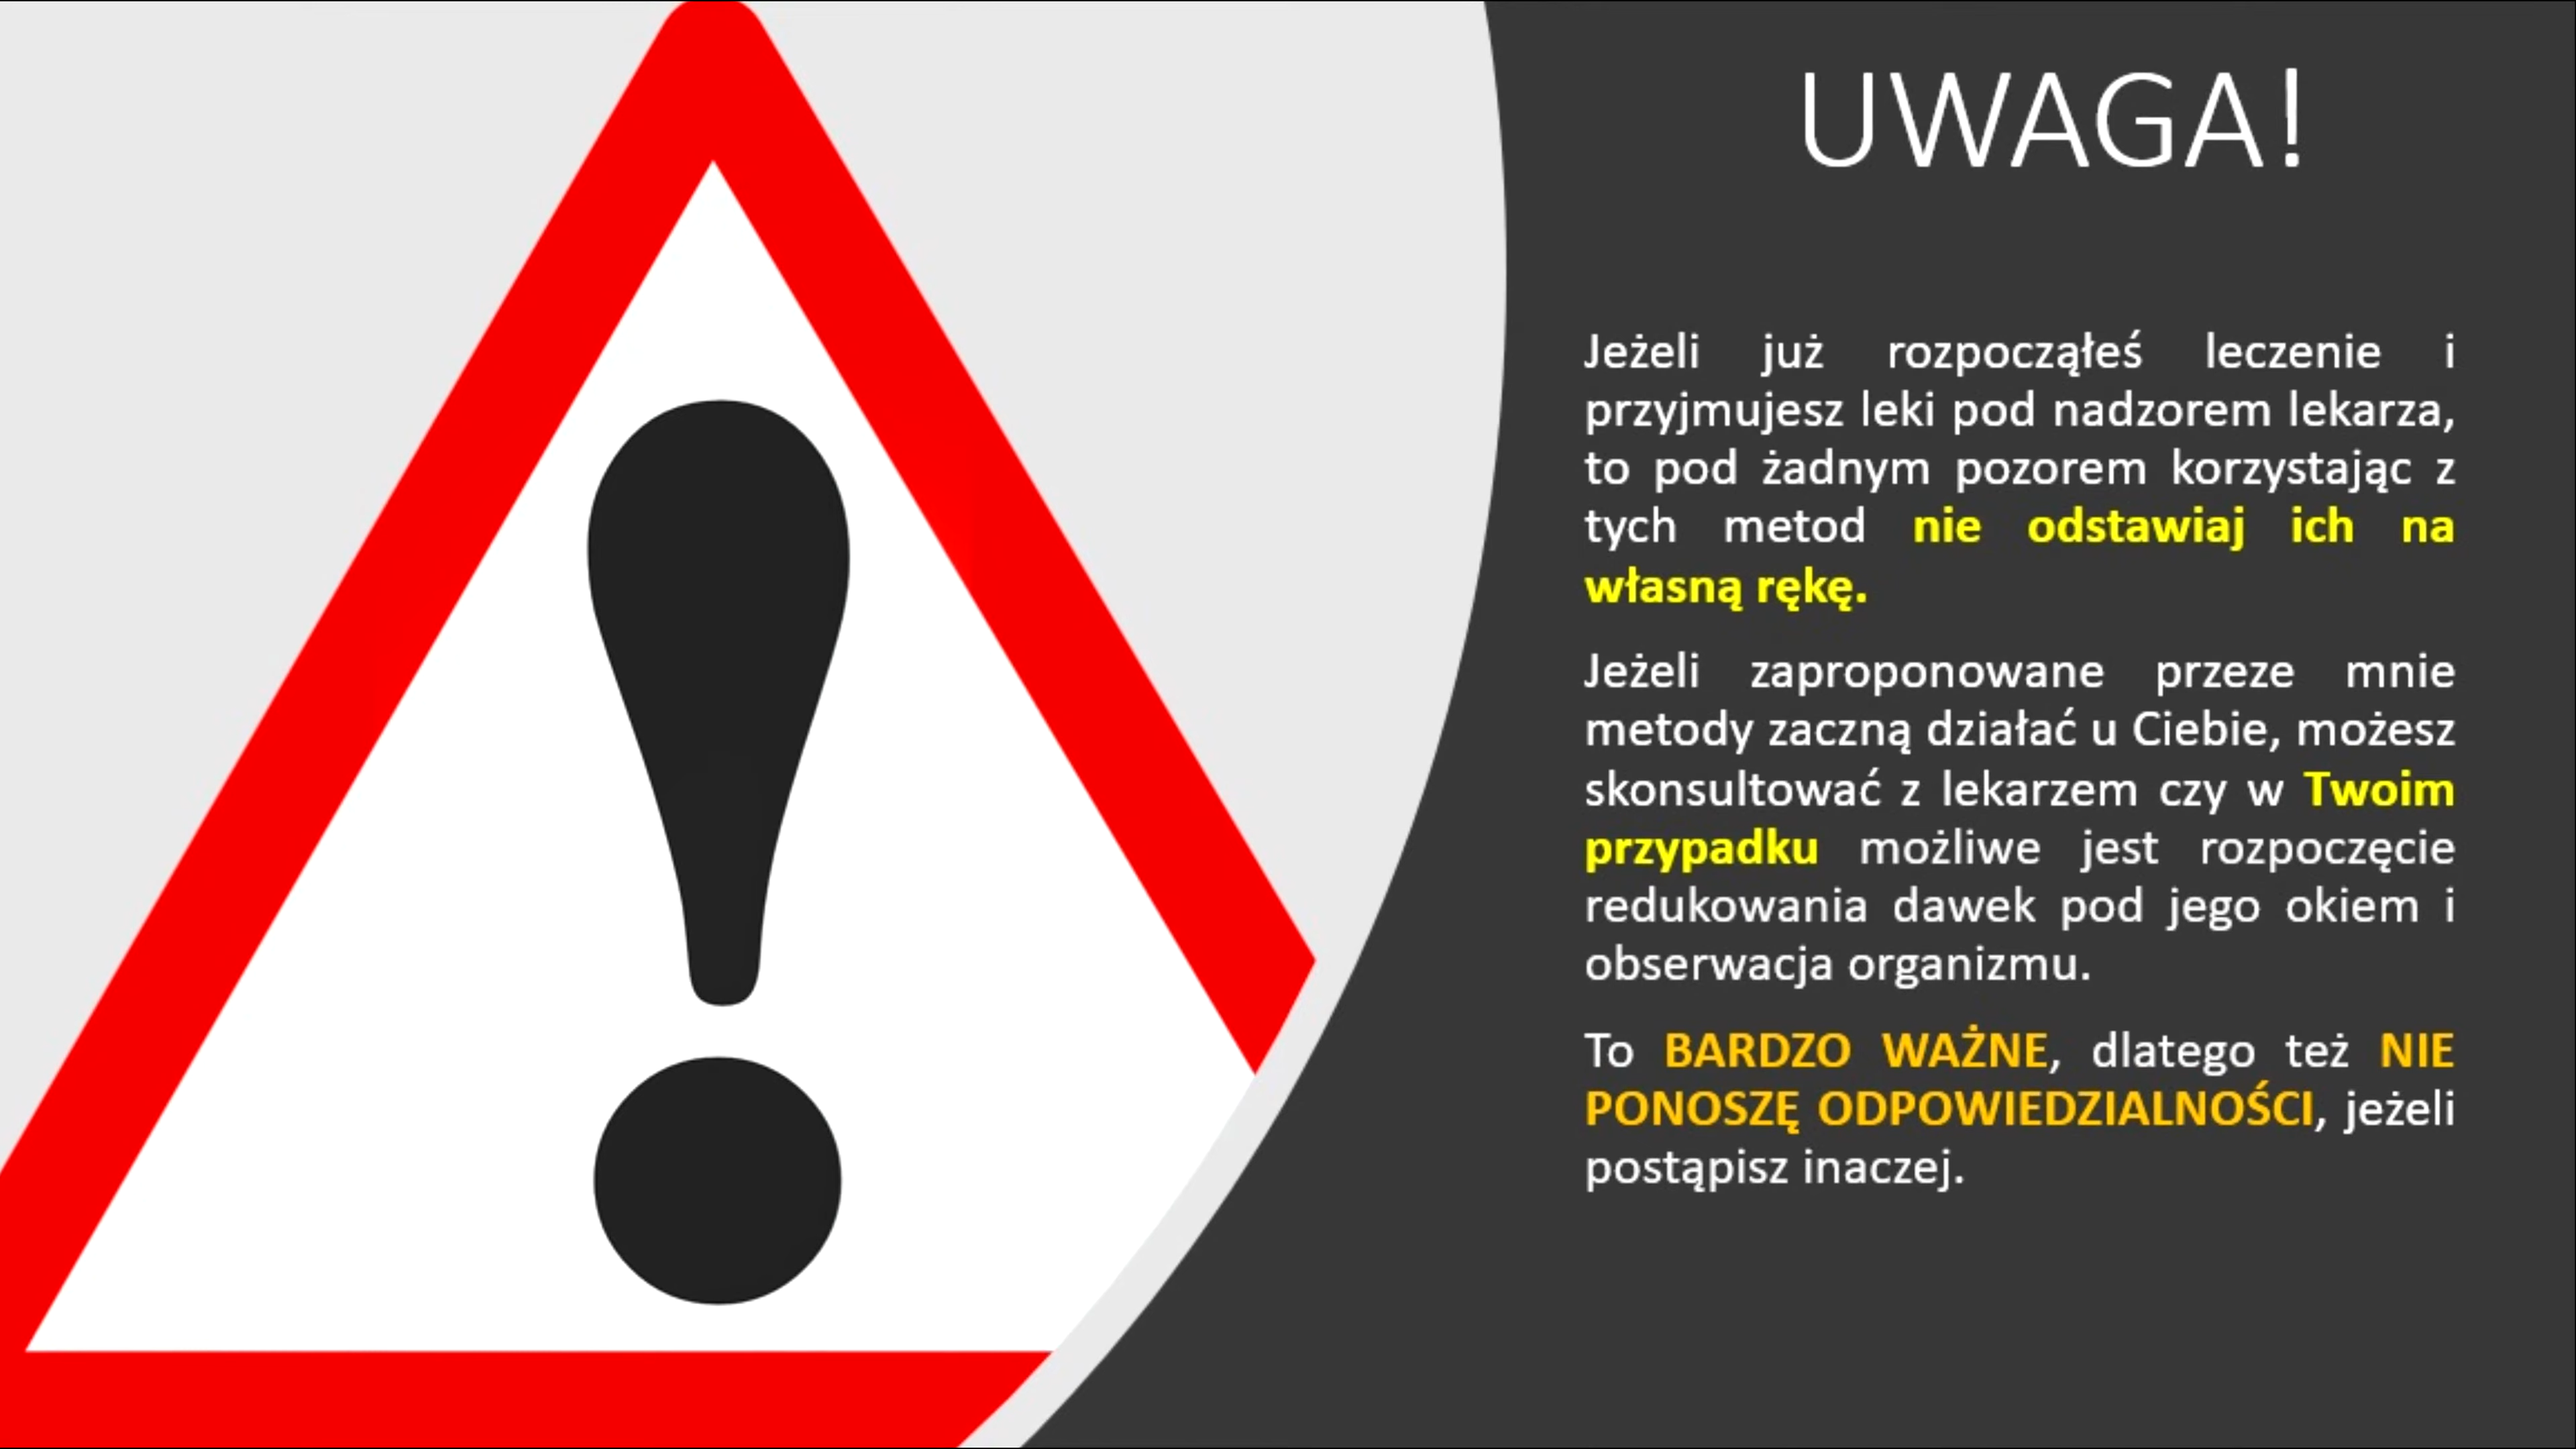 UWAGA!
Jeżeli już rozpocząłeś leczenie i
przyjmujesz leki pod nadzorem lekarza,
to pod żadnym pozorem korzystając z
tych metod nie odstawiaj ich na
własną rękę.
Jeżeli zaproponowane przeze mnie
metody zaczną działać u Ciebie, możesz
skonsultować z lekarzem czy w Twoim
przypadku możliwe jest rozpoczęcie
redukowania dawek pod jego okiem i
obserwacja organizmu.
To BARDZO WAŻNE, dlatego też NIE
PONOSZĘ ODPOWIEDZIALNOŚCI, jeżeli
postąpisz inaczej.